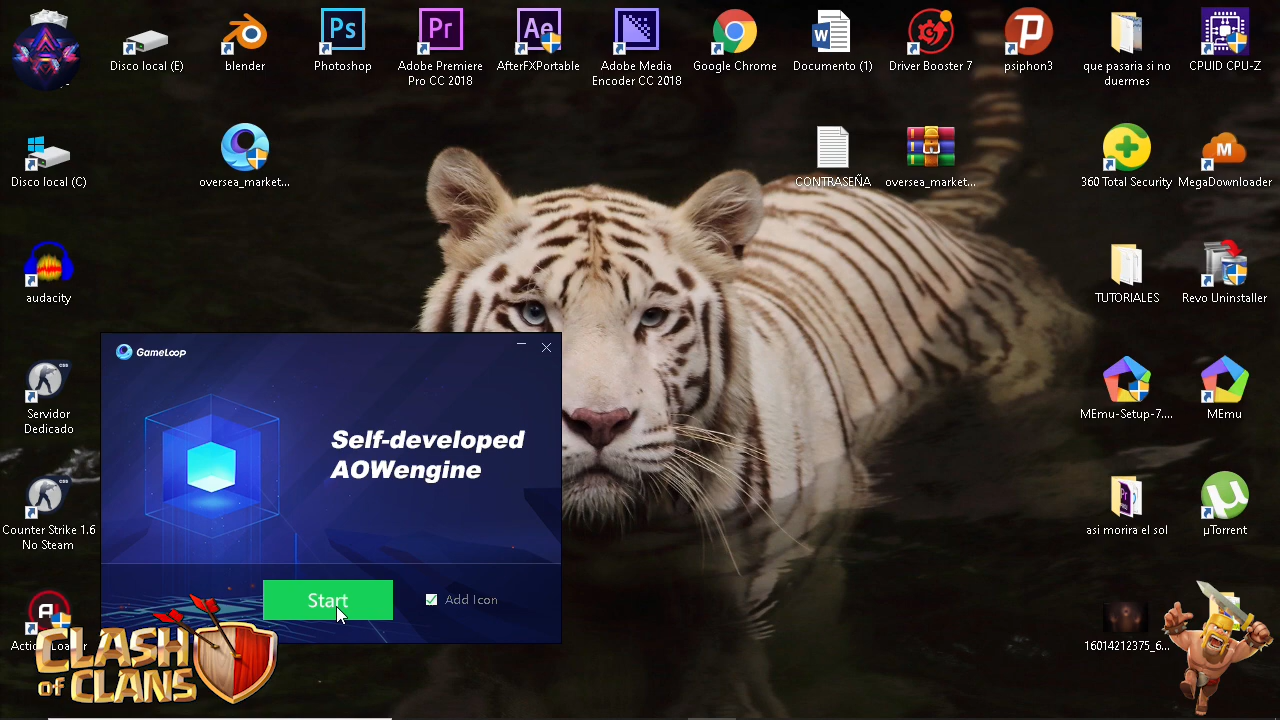 Disco local (E)
blender
Photoshop
Adobe Premiere
Pro CC 2018
AfterFXPortable
Adobe Media
Encoder CC 2018
Google Chrome
Documento (1)
Driver Booster 7
psiphon3
que pasaria si no
duermes
CPUID CPU-Z
Disco local (C)
oversea_market...
CONTRASEÑA
oversea_market...
360 Total Security
MegaDownloader
audacity
TUTORIALES
Revo Uninstaller
Servidor
Dedicado
GameLoop
Self-developed
AOWengine
MEmu-Setup-7....
MEmu
Counter Strike 1.6
No Steam
asi morira el sol
µTorrent
Start
Add Icon
16014212375_6...
CLASH
OF CLANS